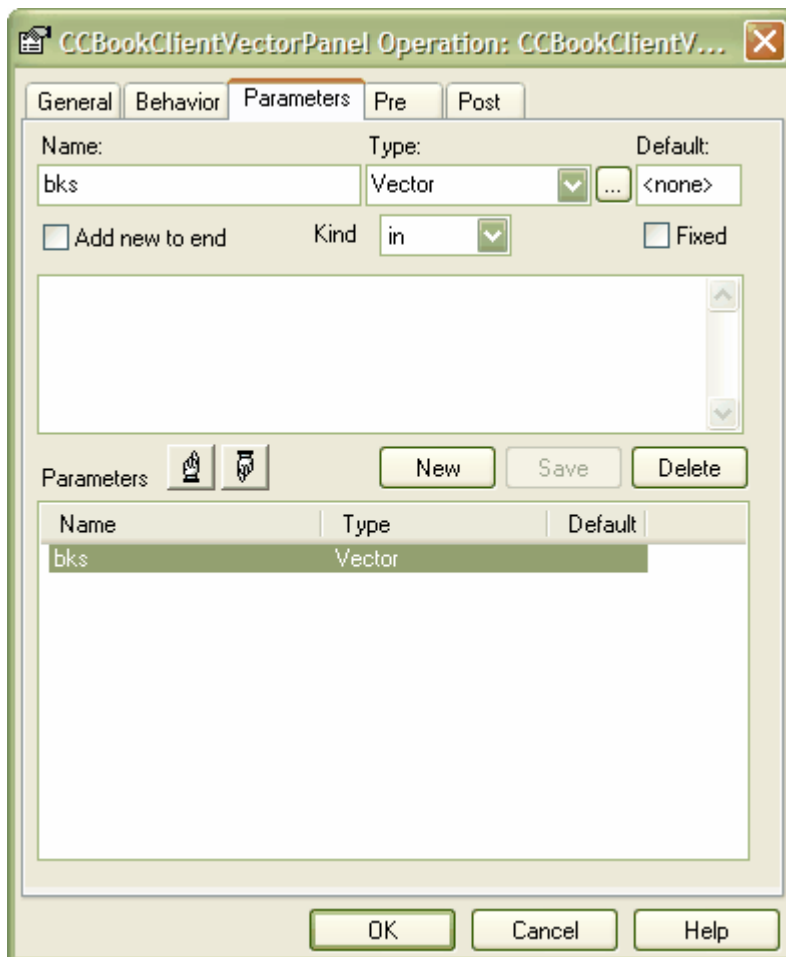 CCBookClientVectorPanel Operation: CCBookClientV...
General Behavior Parameters Pre Post
Name: Type: Default:
bks Vector ... <none>
Add new to end Kind in Fixed
Parameters New Save Delete
Name Type Default
bks Vector
OK Cancel Help